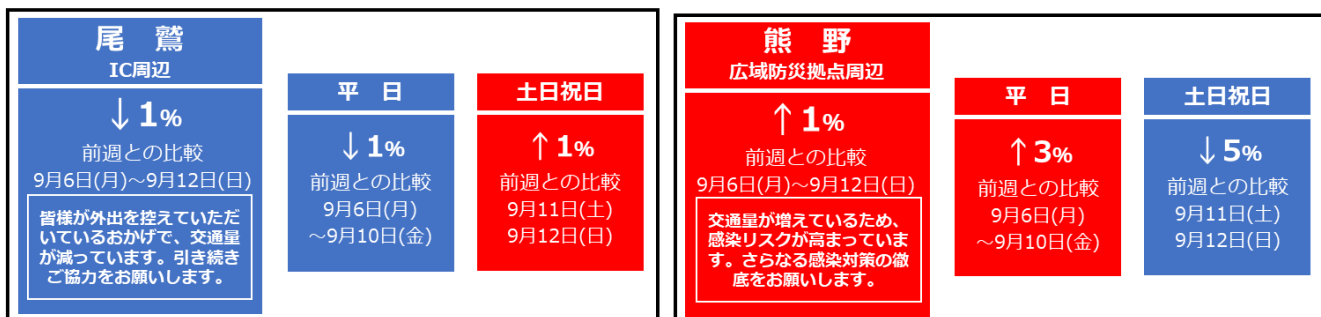 尾 鷲
IC周辺
↓1%
前週との比較
9月6日(月)～9月12日(日)
皆様が外出を控えていただ
いているおかげで、交通量
が減っています。引き続き
ご協力をお願いします。
平 日
↓1%
前週との比較
9月6日(月)
～9月10日(金)
土日祝日
↑1%
前週との比較
9月11日(土)
9月12日(日)
熊 野
広域防災拠点周辺
↑1%
前週との比較
9月6日(月)～9月12日(日)
交通量が増えているため、
感染リスクが高まっていま
す。さらなる感染対策の徹
底をお願いします。
平 日
↑3%
前週との比較
9月6日(月)
～9月10日(金)
土日祝日
↓5%
前週との比較
9月11日(土)
9月12日(日)